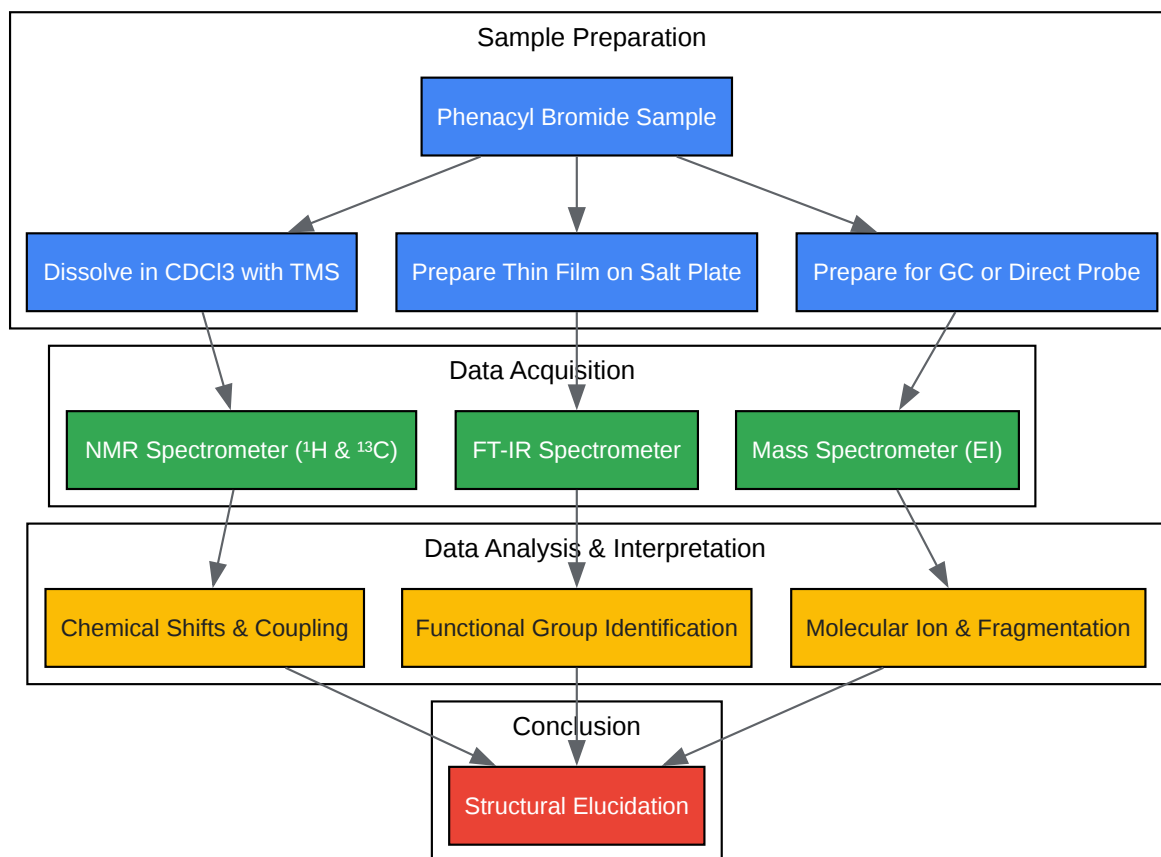 Sample Preparation
Phenacyl Bromide Sample
Dissolve in CDCl3 with TMS
Prepare Thin Film on Salt Plate
Prepare for GC or Direct Probe
Data Acquisition
NMR Spectrometer (¹H & ¹³C)
FT-IR Spectrometer
Mass Spectrometer (EI)
Data Analysis & Interpretation
Chemical Shifts & Coupling
Functional Group Identification
Molecular Ion & Fragmentation
Conclusion
Structural Elucidation